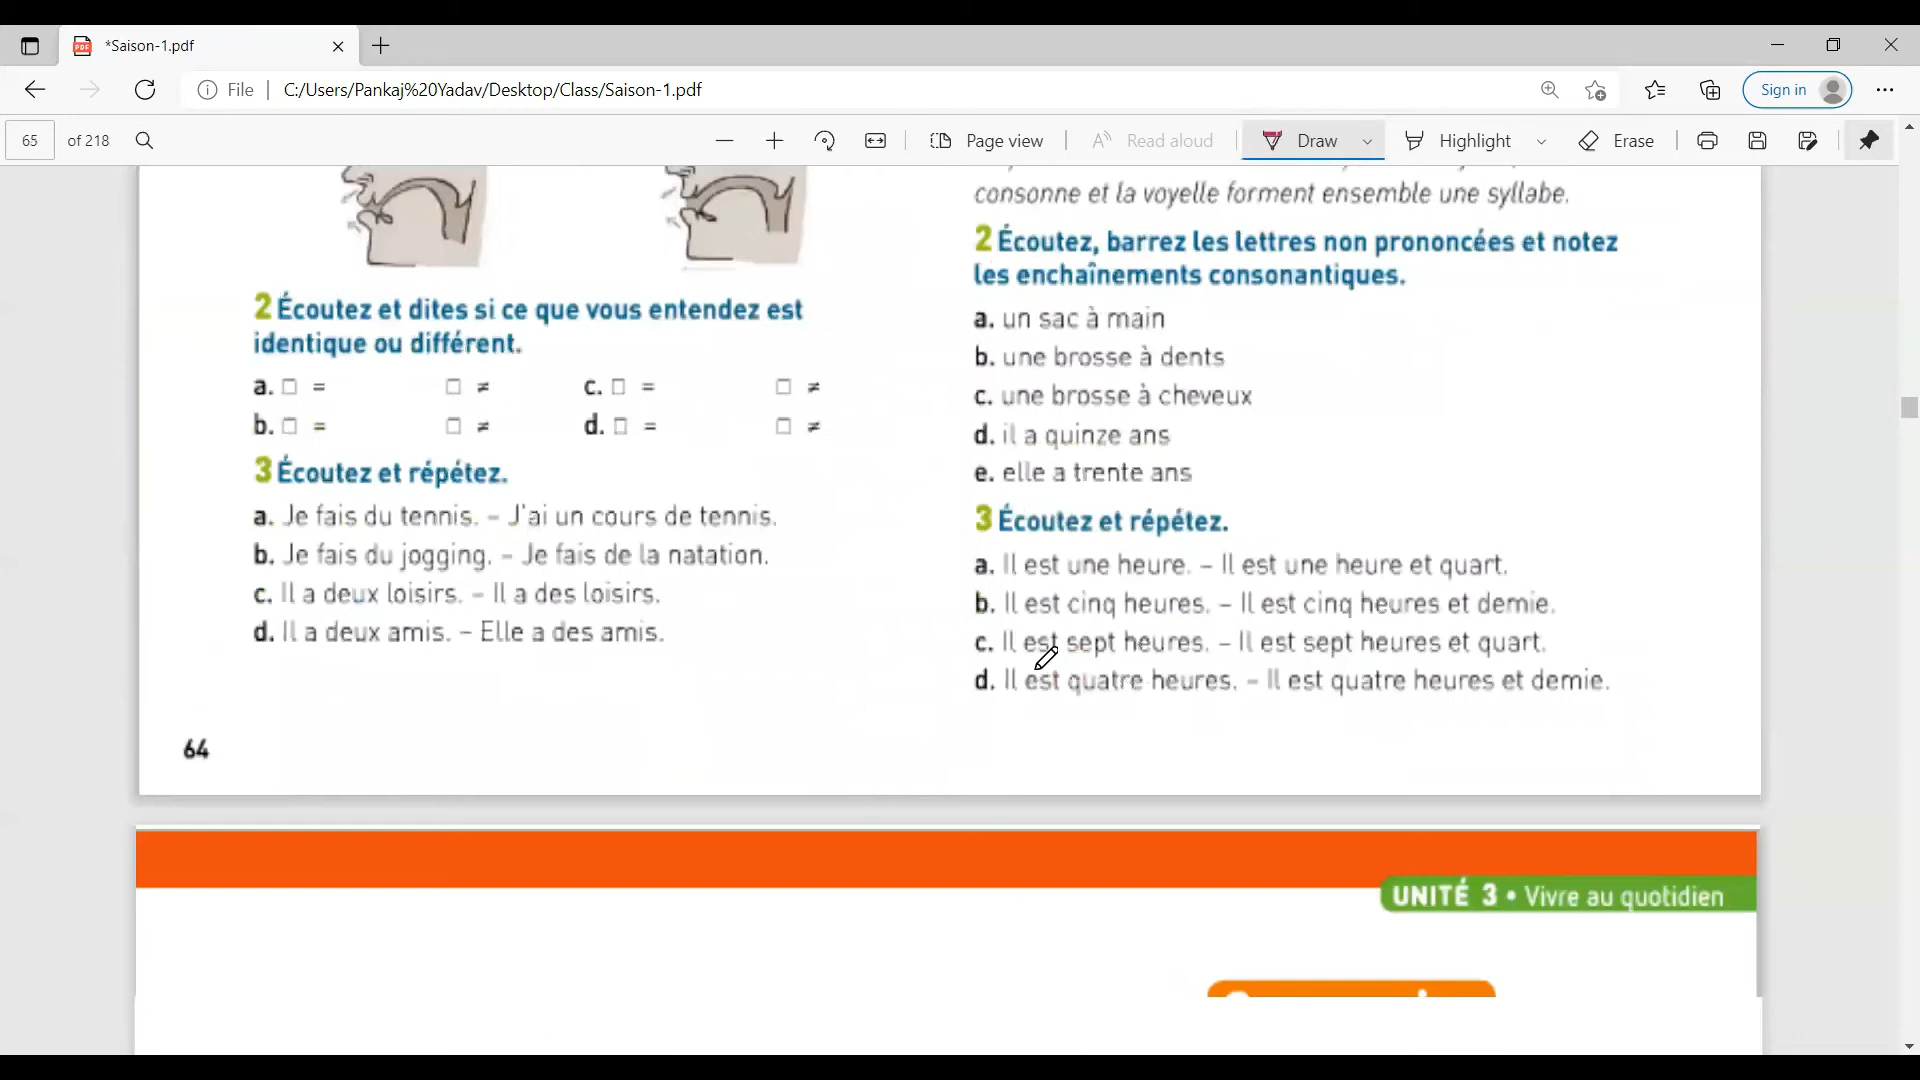 *Saison-1.pdf
File
C:/Users/Pankaj%20Yadav/Desktop/Class/Saison-1.pdf
Sign in
65 of 218
Page view
Read aloud
Draw
Highlight
Erase
2 Écoutez et dites si ce que vous entendez est
identique ou différent.
a. □ = □ ≠ c. □ = □ ≠
b. □ = □ ≠ d. □ = □ ≠
3 Écoutez et répétez.
a. Je fais du tennis. – J'ai un cours de tennis.
b. Je fais du jogging. – Je fais de la natation.
c. Il a deux loisirs. – Il a des loisirs.
d. Il a deux amis. – Elle a des amis.
64
consonne et la voyelle forment ensemble une syllabe.
2 Écoutez, barrez les lettres non prononcées et notez
les enchaînements consonantiques.
a. un sac à main
b. une brosse à dents
c. une brosse à cheveux
d. il a quinze ans
e. elle a trente ans
3 Écoutez et répétez.
a. Il est une heure. – Il est une heure et quart.
b. Il est cinq heures. – Il est cinq heures et demie.
c. Il est sept heures. – Il est sept heures et quart.
d. Il est quatre heures. – Il est quatre heures et demie.
UNITÉ 3 • Vivre au quotidien